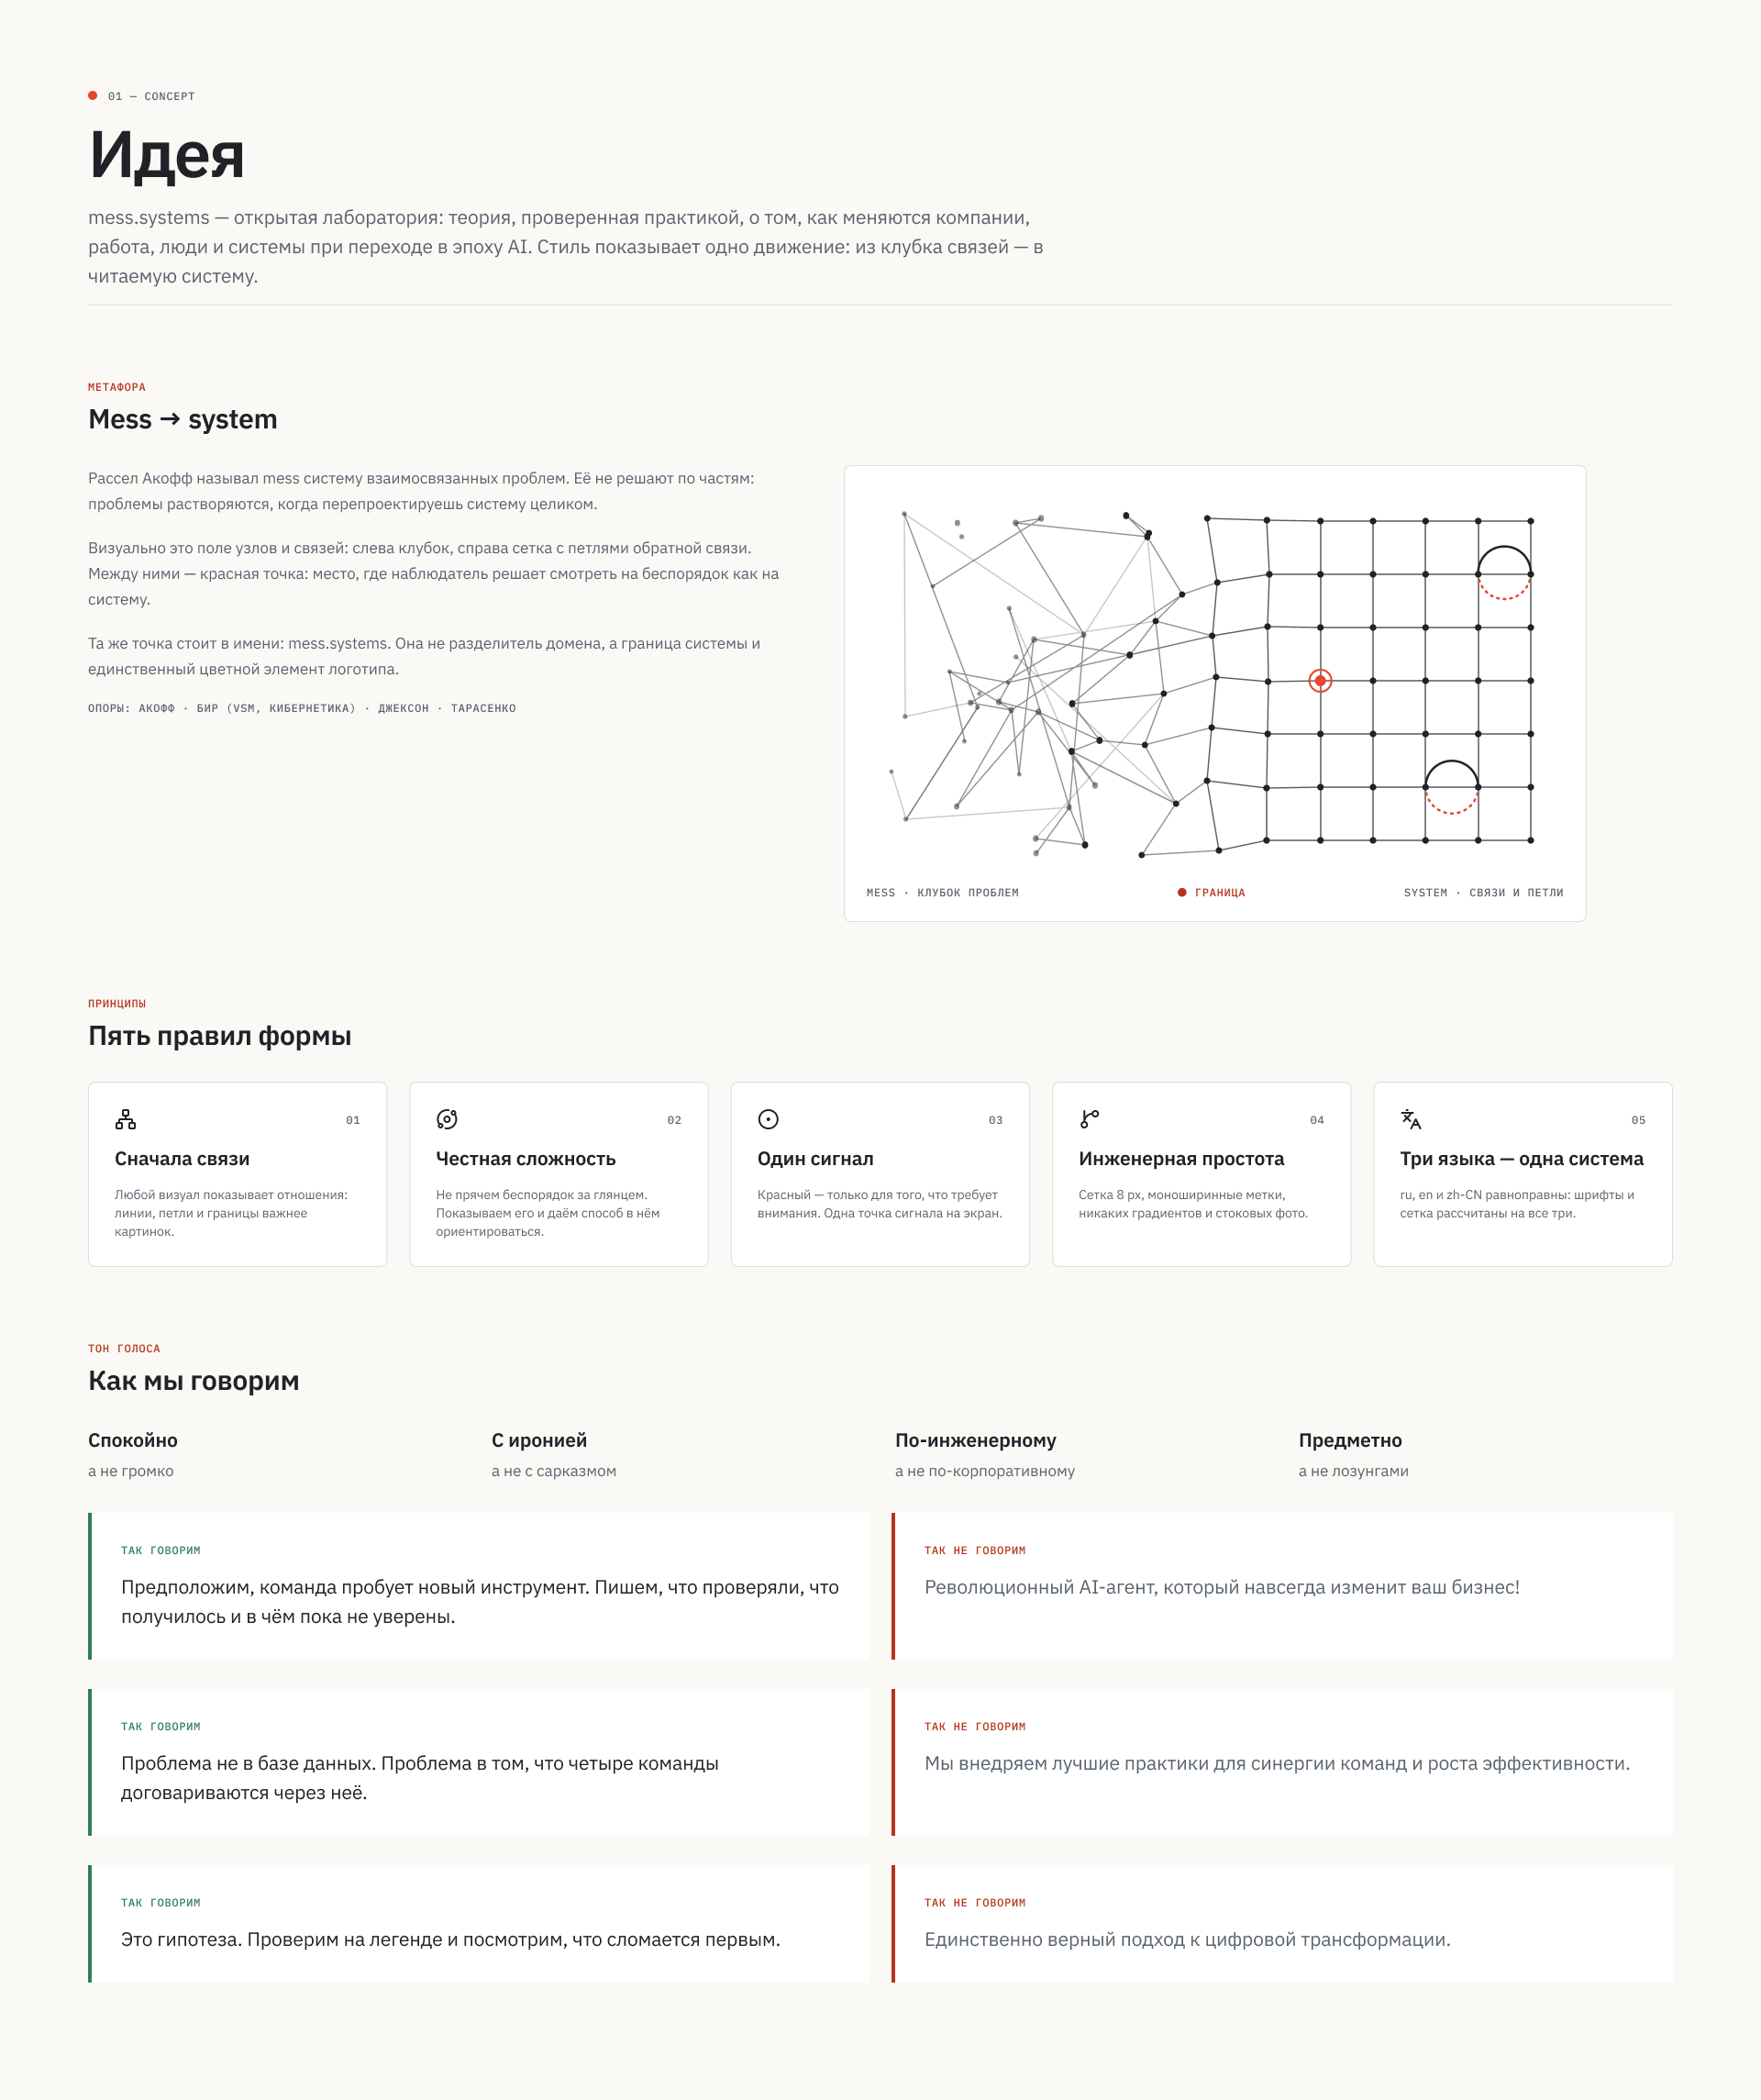 01 — CONCEPT
Идея
mess.systems — открытая лаборатория: теория, проверенная практикой, о том, как меняются компании,
работа, люди и системы при переходе в эпоху AI. Стиль показывает одно движение: из клубка связей — в
читаемую систему.
МЕТАФОРА
Mess → system
Рассел Акофф называл mess систему взаимосвязанных проблем. Её не решают по частям:
проблемы растворяются, когда перепроектируешь систему целиком.
Визуально это поле узлов и связей: слева клубок, справа сетка с петлями обратной связи.
Между ними — красная точка: место, где наблюдатель решает смотреть на беспорядок как на
систему.
Та же точка стоит в имени: mess.systems. Она не разделитель домена, а граница системы и
единственный цветной элемент логотипа.
ОПОРЫ: АКОФФ · БИР (VSM, КИБЕРНЕТИКА) · ДЖЕКСОН · ТАРАСЕНКО
MESS · КЛУБОК ПРОБЛЕМ
ГРАНИЦА
SYSTEM · СВЯЗИ И ПЕТЛИ
ПРИНЦИПЫ
Пять правил формы
01
Сначала связи
Любой визуал показывает отношения:
линии, петли и границы важнее
картинок.
02
Честная сложность
Не прячем беспорядок за глянцем.
Показываем его и даём способ в нём
ориентироваться.
03
Один сигнал
Красный — только для того, что требует
внимания. Одна точка сигнала на экран.
04
Инженерная простота
Сетка 8 px, моноширинные метки,
никаких градиентов и стоковых фото.
05
Три языка — одна система
ru, en и zh-CN равноправны: шрифты и
сетка рассчитаны на все три.
ТОН ГОЛОСА
Как мы говорим
Спокойно
а не громко
С иронией
а не с сарказмом
По-инженерному
а не по-корпоративному
Предметно
а не лозунгами
ТАК ГОВОРИМ
Предположим, команда пробует новый инструмент. Пишем, что проверяли, что
получилось и в чём пока не уверены.
ТАК НЕ ГОВОРИМ
Революционный AI-агент, который навсегда изменит ваш бизнес!
ТАК ГОВОРИМ
Проблема не в базе данных. Проблема в том, что четыре команды
договариваются через неё.
ТАК НЕ ГОВОРИМ
Мы внедряем лучшие практики для синергии команд и роста эффективности.
ТАК ГОВОРИМ
Это гипотеза. Проверим на легенде и посмотрим, что сломается первым.
ТАК НЕ ГОВОРИМ
Единственно верный подход к цифровой трансформации.